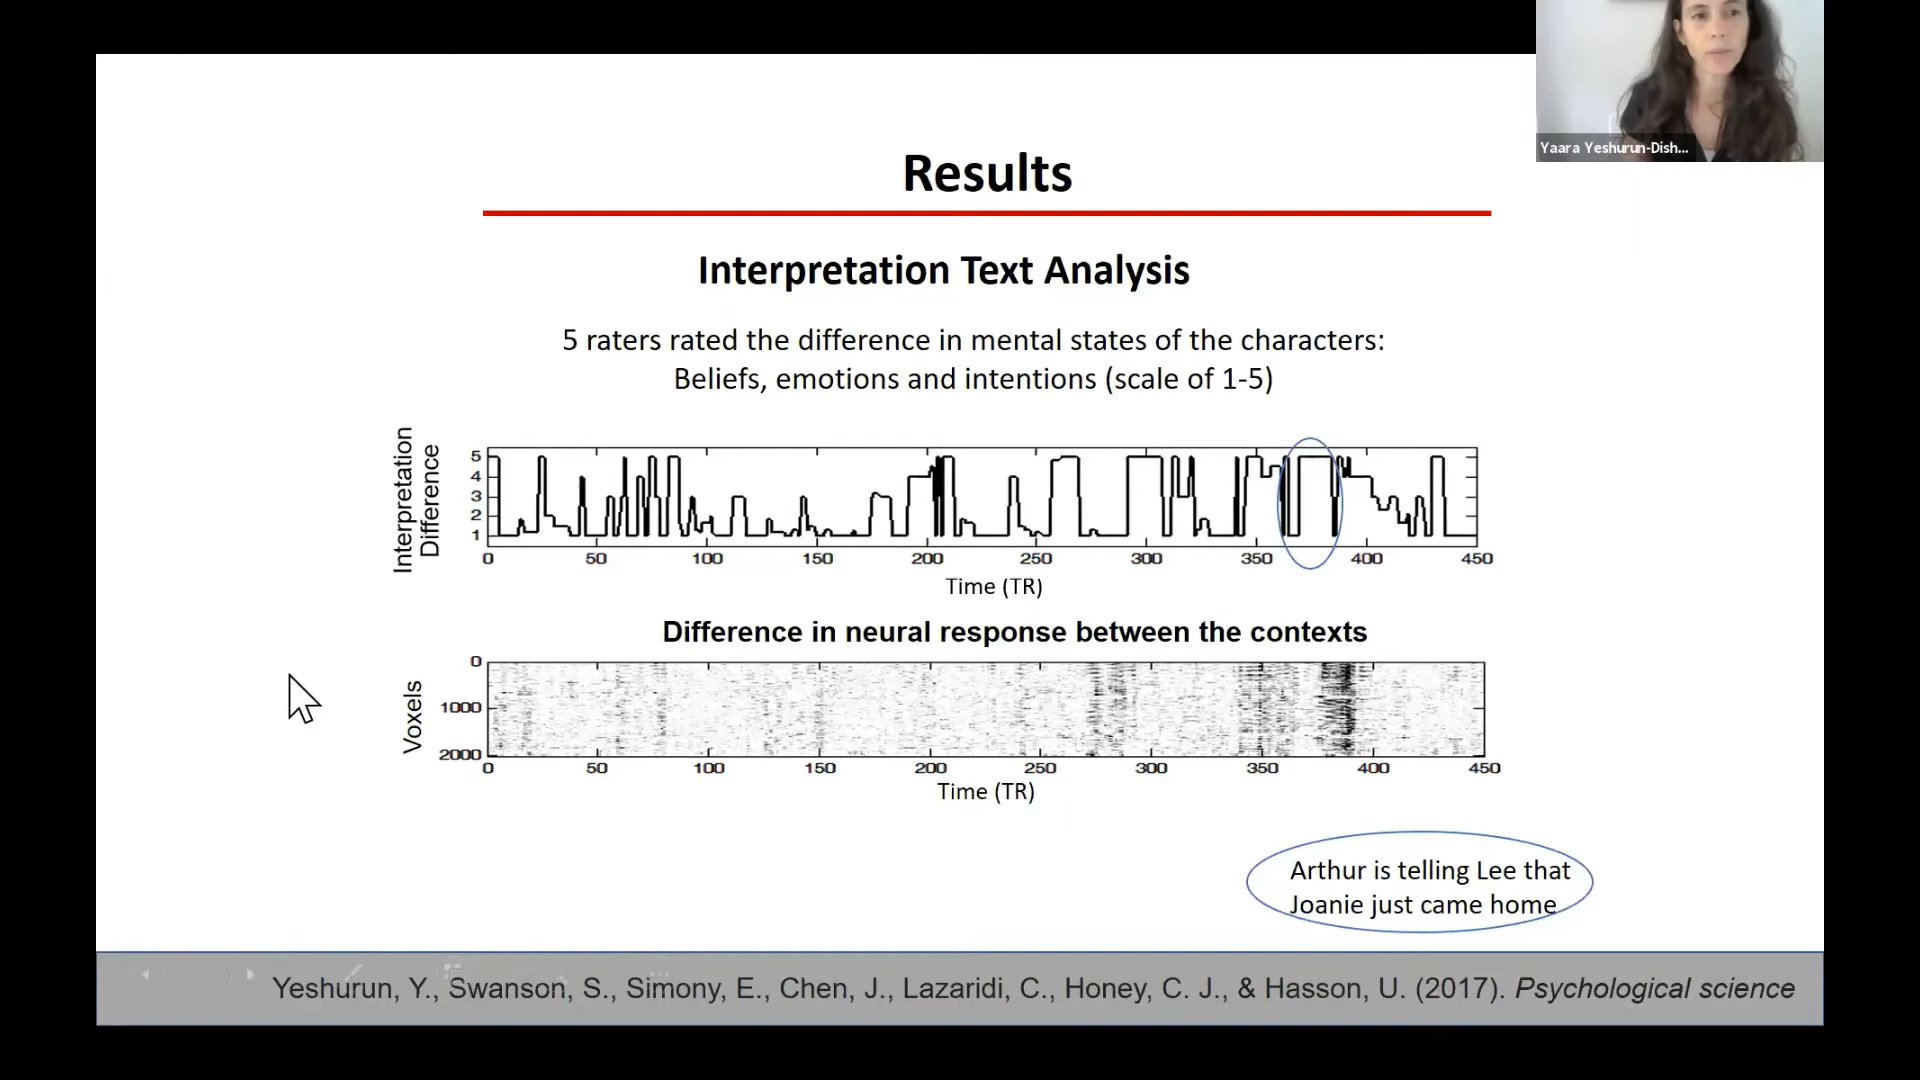 Yaara Yeshurun-Dish...
Results
Interpretation Text Analysis
5 raters rated the difference in mental states of the characters:
Beliefs, emotions and intentions (scale of 1-5)
Interpretation
Difference
5
4
3
2
1
0 50 100 150 200 250 300 350 400 450
Time (TR)
Difference in neural response between the contexts
Voxels
0
1000
2000
0 50 100 150 200 250 300 350 400 450
Time (TR)
Arthur is telling Lee that
Joanie just came home
Yeshurun, Y., Swanson, S., Simony, E., Chen, J., Lazaridi, C., Honey, C. J., & Hasson, U. (2017). Psychological science